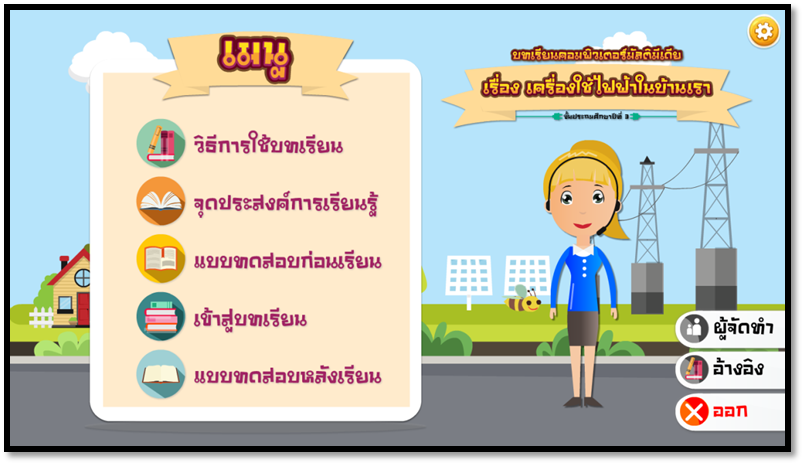 เมนู
วิธีการใช้บทเรียน
จุดประสงค์การเรียนรู้
แบบทดสอบก่อนเรียน
เข้าสู่บทเรียน
แบบทดสอบหลังเรียน
บทเรียนคอมพิวเตอร์มัลติมีเดีย
เรื่อง เครื่องใช้ไฟฟ้าในบ้านเรา
ชั้นประถมศึกษาปีที่ 3
ผู้จัดทำ
อ้างอิง
ออก